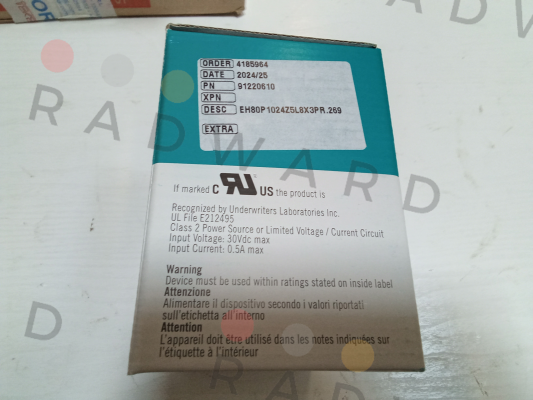 ORDER 4185964
DATE 2024/25
PN 91220610
XPN
DESC EH80P1024Z5L8X3PR.269
EXTRA
If marked C RU US the product is
Recognized by Underwriters Laboratories Inc.
UL File E212495
Class 2 Power Source or Limited Voltage / Current Circuit
Input Voltage: 30Vdc max
Input Current: 0.5A max
Warning
Device must be used within ratings stated on inside label
Attenzione
Alimentare il dispositivo secondo i valori riportati
sull'etichetta all'interno
Attention
L'appareil doit être utilisé dans les notes indiquées sur
l'étiquette à l'intérieur
RADWARD